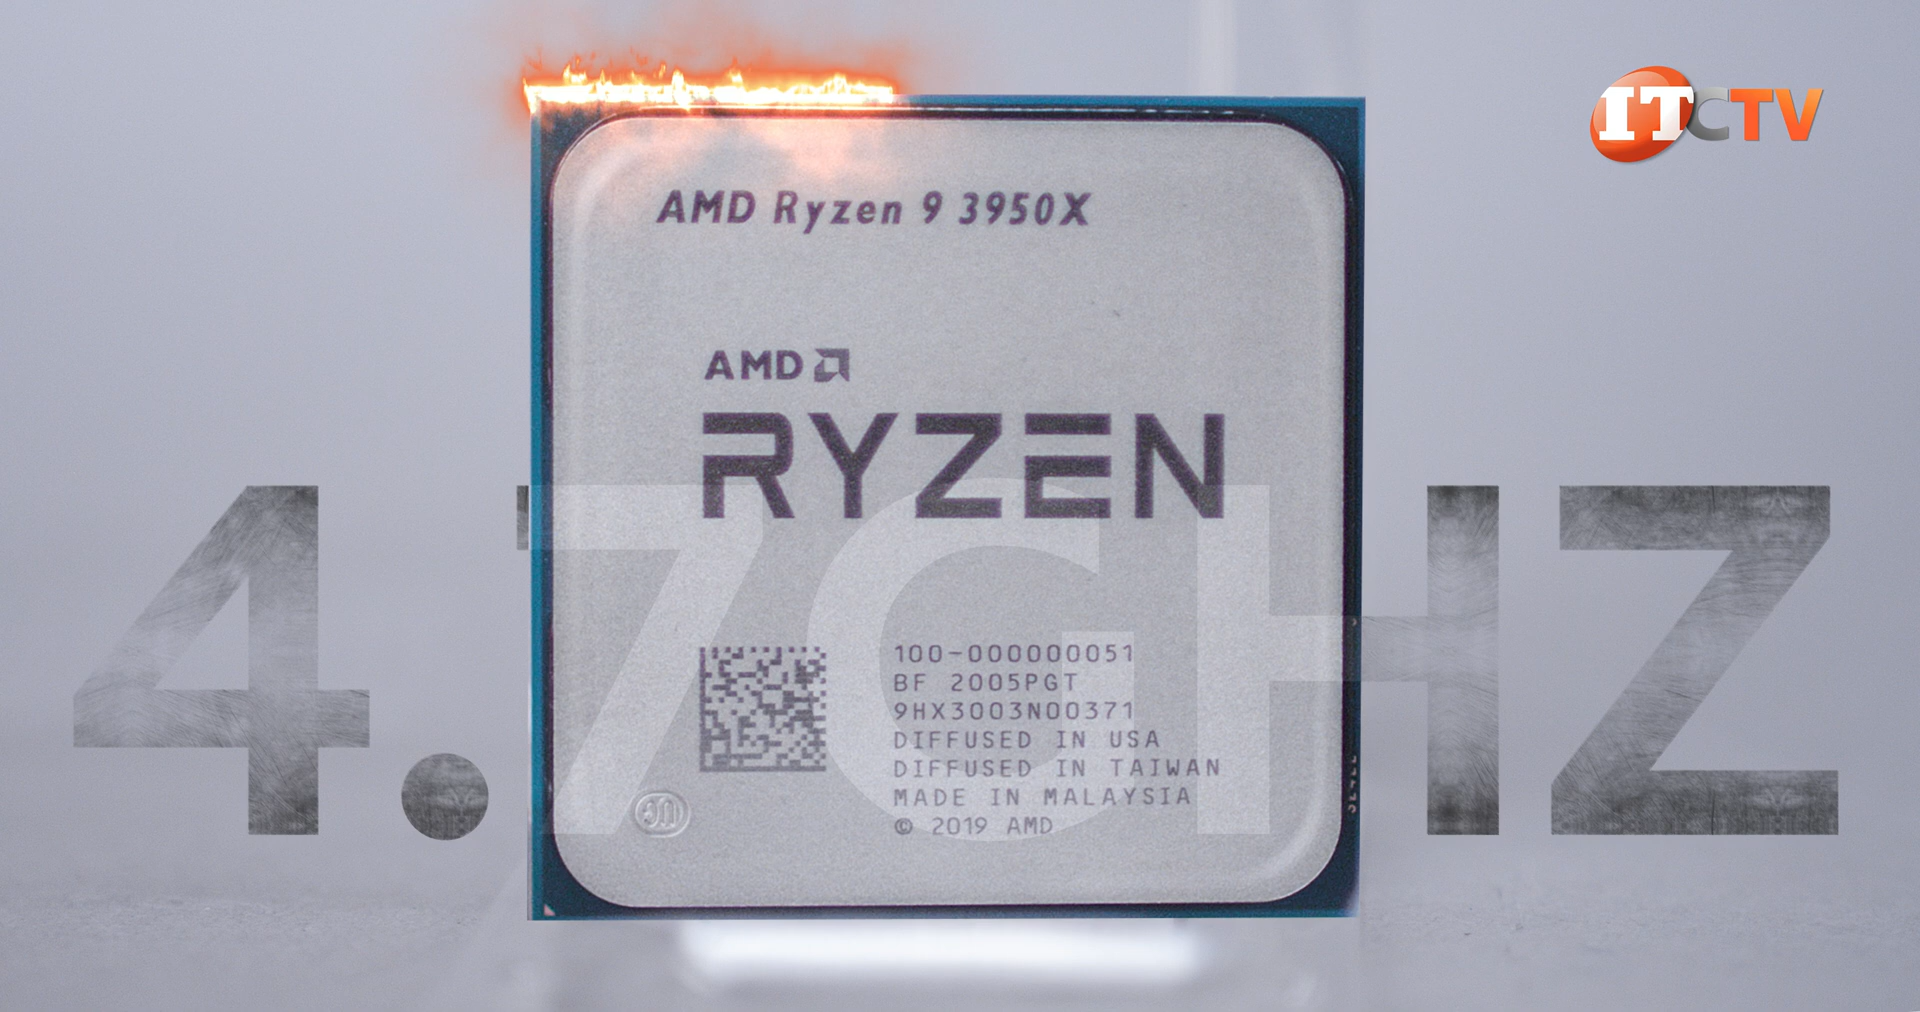 ITCTV
AMD Ryzen 9 3950X
AMD
RYZEN
4.7GHZ
100-000000051
BF 2005PGT
9HX3003N00371
DIFFUSED IN USA
DIFFUSED IN TAIWAN
MADE IN MALAYSIA
© 2019 AMD